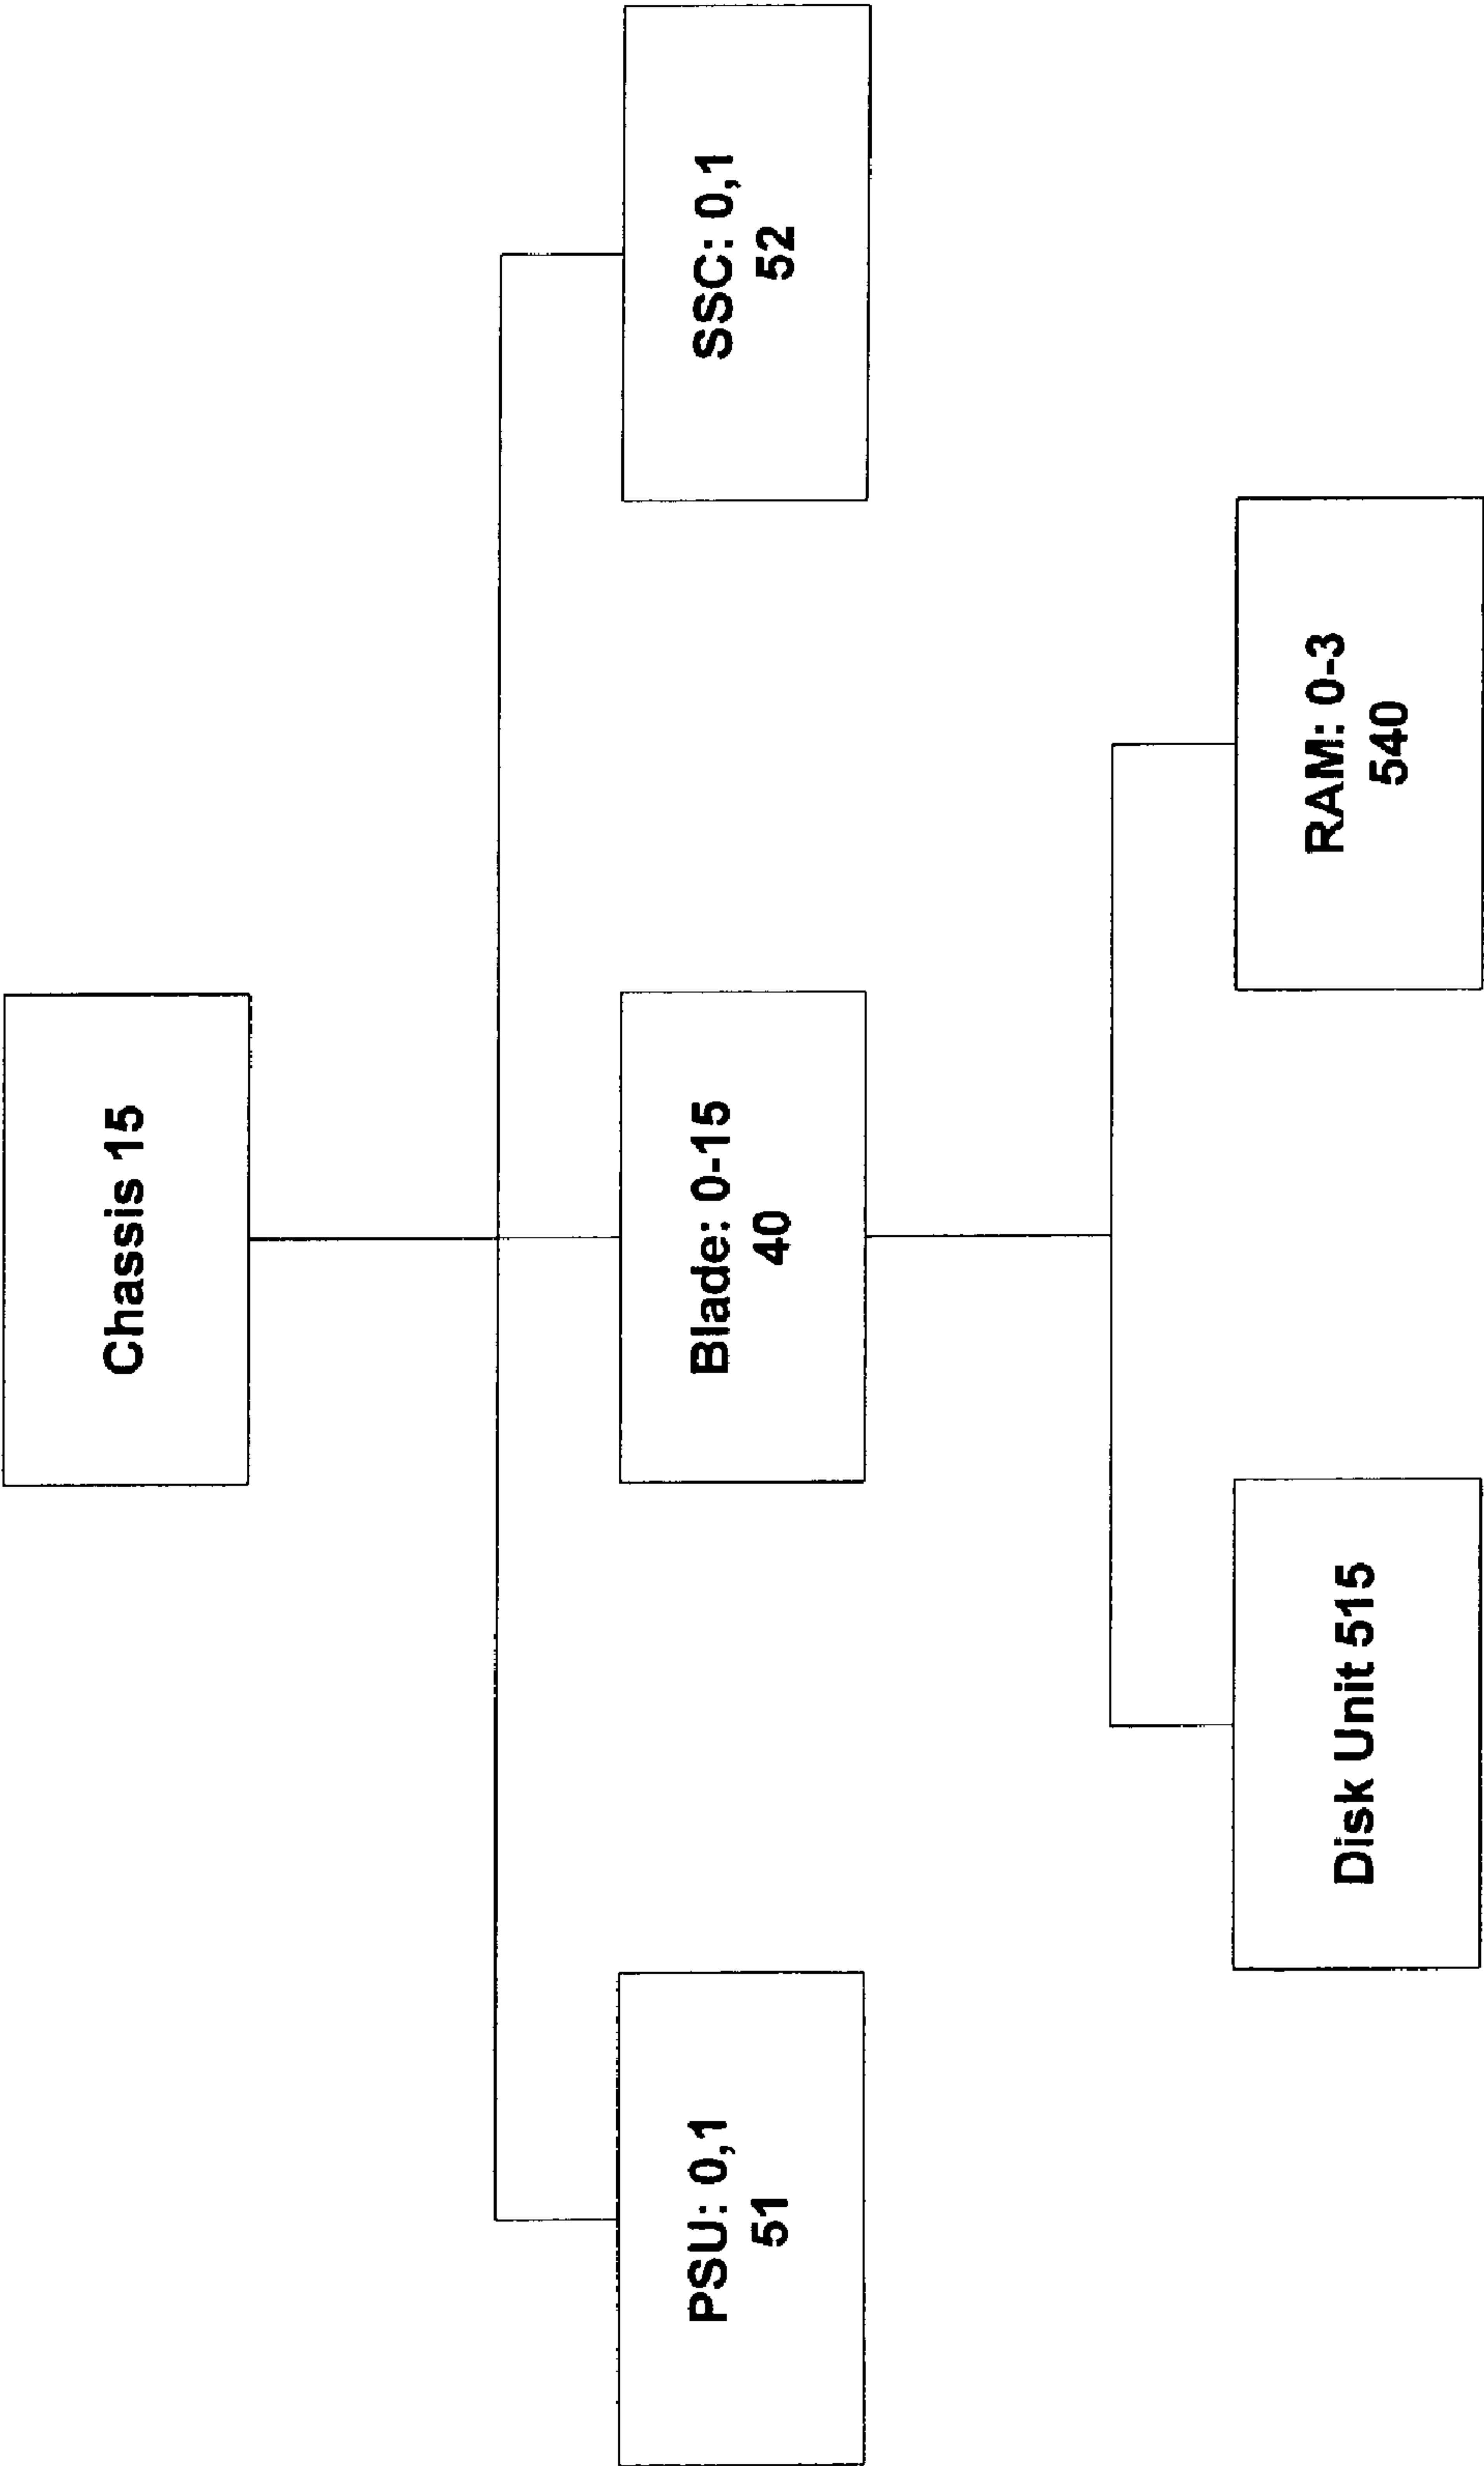 Chassis 15
PSU: 0,1
51
Blade: 0-15
40
SSC: 0,1
52
Disk Unit 515
RAM: 0-3
540